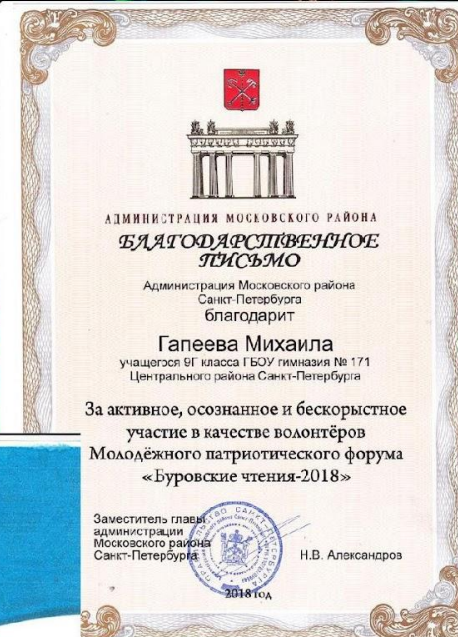 АДМИНИСТРАЦИЯ МОСКОВСКОГО РАЙОНА
БЛАГОДАРСТВЕННОЕ
ПИСЬМО
Администрация Московского района
Санкт-Петербурга
благодарит
Гапеева Михаила
учащегося 9Г класса ГБОУ гимназия № 171
Центрального района Санкт-Петербурга
За активное, осознанное и бескорыстное
участие в качестве волонтёров
Молодёжного патриотического форума
«Буровские чтения-2018»
Заместитель главы
администрации
Московского района
Санкт-Петербурга
Н.В. Александров
2018 год